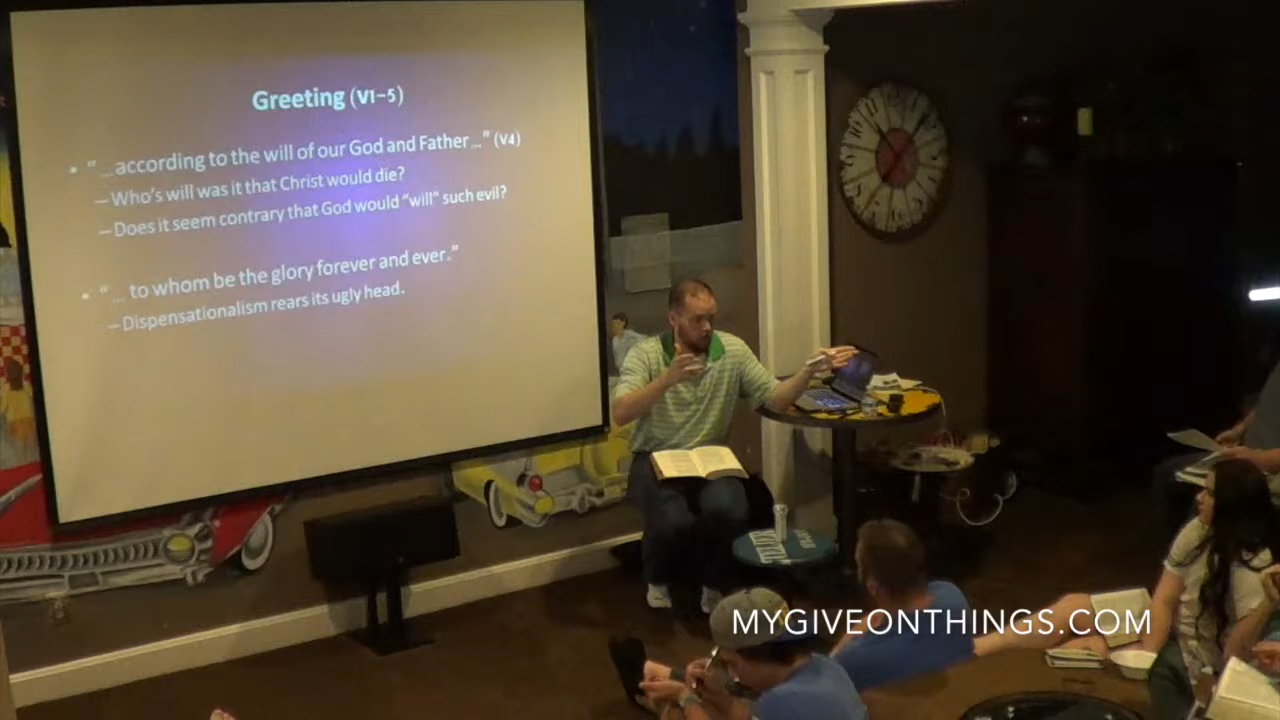 Greeting (V1-5)
• “ …according to the will of our God and Father…” (V4)
–Who’s will was it that Christ would die?
–Does it seem contrary that God would “will” such evil?
• “… to whom be the glory forever and ever.”
–Dispensationalism rears its ugly head.
MYGIVEONTHINGS.COM